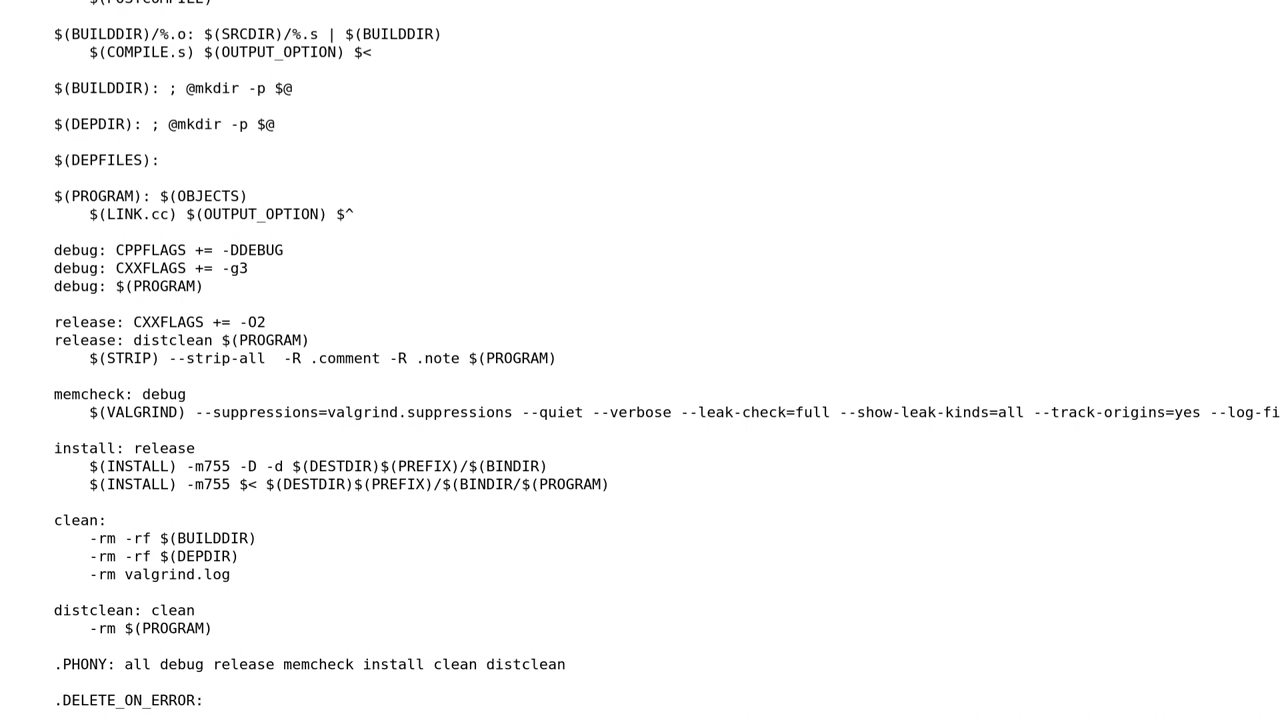 $(POSTCOMPILE)
$(BUILDDIR)/%.o: $(SRCDIR)/%.s | $(BUILDDIR)
    $(COMPILE.s) $(OUTPUT_OPTION) $<
$(BUILDDIR): ; @mkdir -p $@
$(DEPDIR): ; @mkdir -p $@
$(DEPFILES):
$(PROGRAM): $(OBJECTS)
    $(LINK.cc) $(OUTPUT_OPTION) $^
debug: CPPFLAGS += -DDEBUG
debug: CXXFLAGS += -g3
debug: $(PROGRAM)
release: CXXFLAGS += -O2
release: distclean $(PROGRAM)
    $(STRIP) --strip-all  -R .comment -R .note $(PROGRAM)
memcheck: debug
    $(VALGRIND) --suppressions=valgrind.suppressions --quiet --verbose --leak-check=full --show-leak-kinds=all --track-origins=yes --log-fi
install: release
    $(INSTALL) -m755 -D -d $(DESTDIR)$(PREFIX)/$(BINDIR)
    $(INSTALL) -m755 $< $(DESTDIR)$(PREFIX)/$(BINDIR/$(PROGRAM)
clean:
    -rm -rf $(BUILDDIR)
    -rm -rf $(DEPDIR)
    -rm valgrind.log
distclean: clean
    -rm $(PROGRAM)
.PHONY: all debug release memcheck install clean distclean
.DELETE_ON_ERROR: